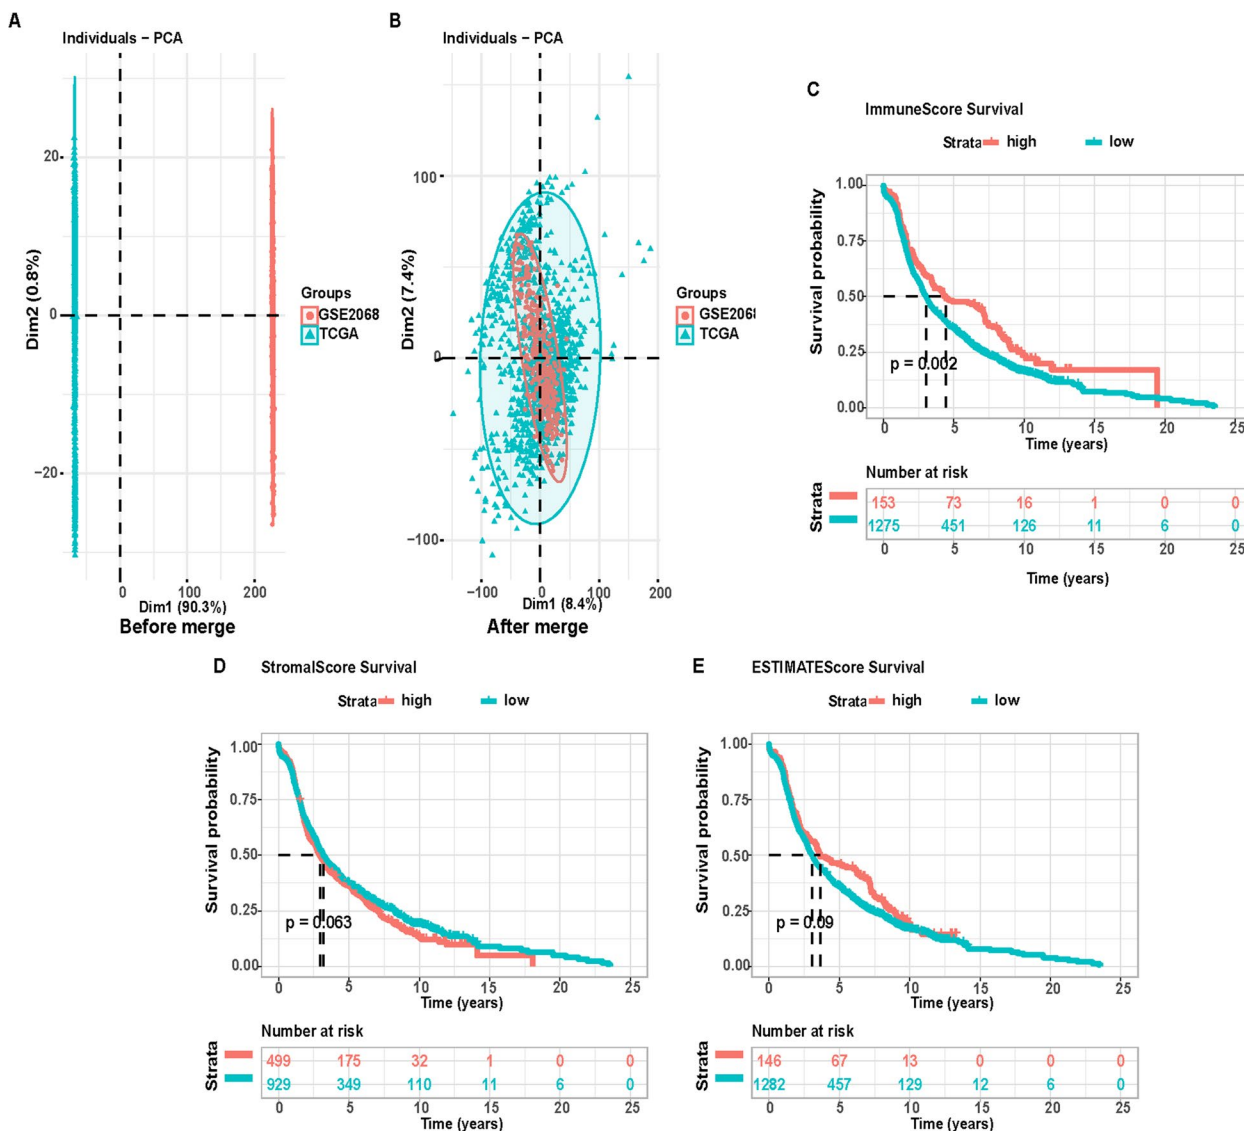 A
Individuals – PCA
Dim2 (0.8%)
20
0
−20
0
100
200
Dim1 (90.3%)
Before merge
Groups
GSE2068
TCGA
B
Individuals – PCA
Dim2 (7.4%)
100
0
−100
−100
0
100
200
Dim1 (8.4%)
After merge
Groups
GSE2068
TCGA
C
ImmuneScore Survival
Strata high low
Survival probability
1.00
0.75
0.50
0.25
0.00
p = 0.002
0 5 10 15 20 25
Time (years)
Number at risk
Strata
153 73 16 1 0 0
1275 451 126 11 6 0
0 5 10 15 20 25
Time (years)
D
StromalScore Survival
Strata high low
Survival probability
1.00
0.75
0.50
0.25
0.00
p = 0.063
0 5 10 15 20 25
Time (years)
Number at risk
Strata
499 175 32 1 0 0
929 349 110 11 6 0
0 5 10 15 20 25
Time (years)
E
ESTIMATEScore Survival
Strata high low
Survival probability
1.00
0.75
0.50
0.25
0.00
p = 0.09
0 5 10 15 20 25
Time (years)
Number at risk
Strata
146 67 13 0 0 0
1282 457 129 12 6 0
0 5 10 15 20 25
Time (years)